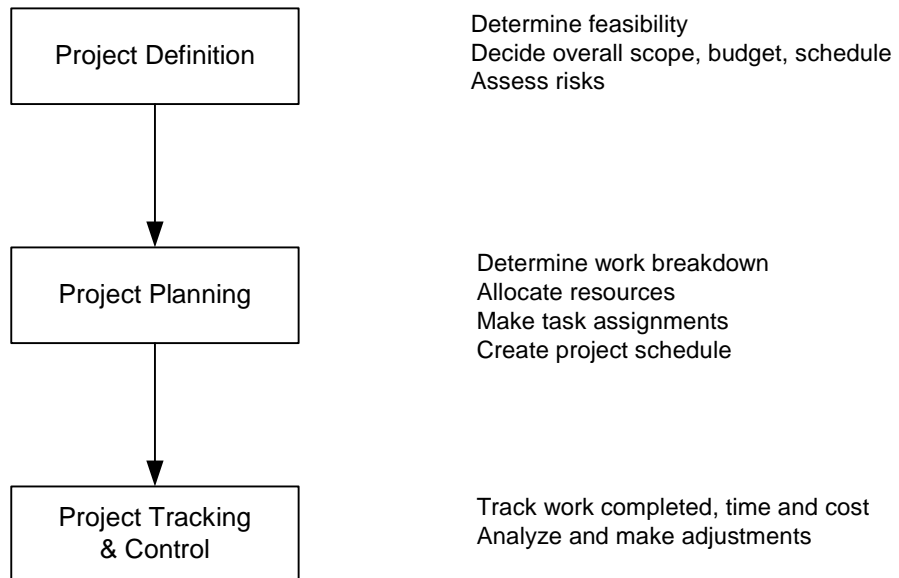 Project Definition
Determine feasibility
Decide overall scope, budget, schedule
Assess risks
Project Planning
Determine work breakdown
Allocate resources
Make task assignments
Create project schedule
Project Tracking
& Control
Track work completed, time and cost
Analyze and make adjustments